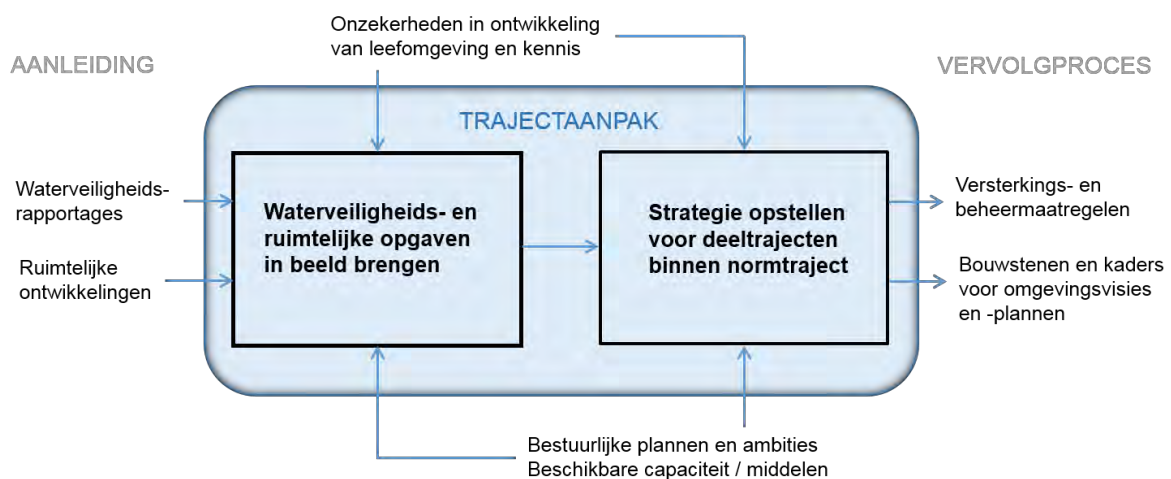 Onzekerheden in ontwikkeling
van leefomgeving en kennis
AANLEIDING
VERVOLGPROCES
TRAJECTAANPAK
Waterveiligheids-
rapportages
Ruimtelijke
ontwikkelingen
Waterveiligheids- en
ruimtelijke opgaven
in beeld brengen
Strategie opstellen
voor deeltrajecten
binnen normtraject
Versterkings- en
beheermaatregelen
Bouwstenen en kaders
voor omgevingsvisies
en -plannen
Bestuurlijke plannen en ambities
Beschikbare capaciteit / middelen